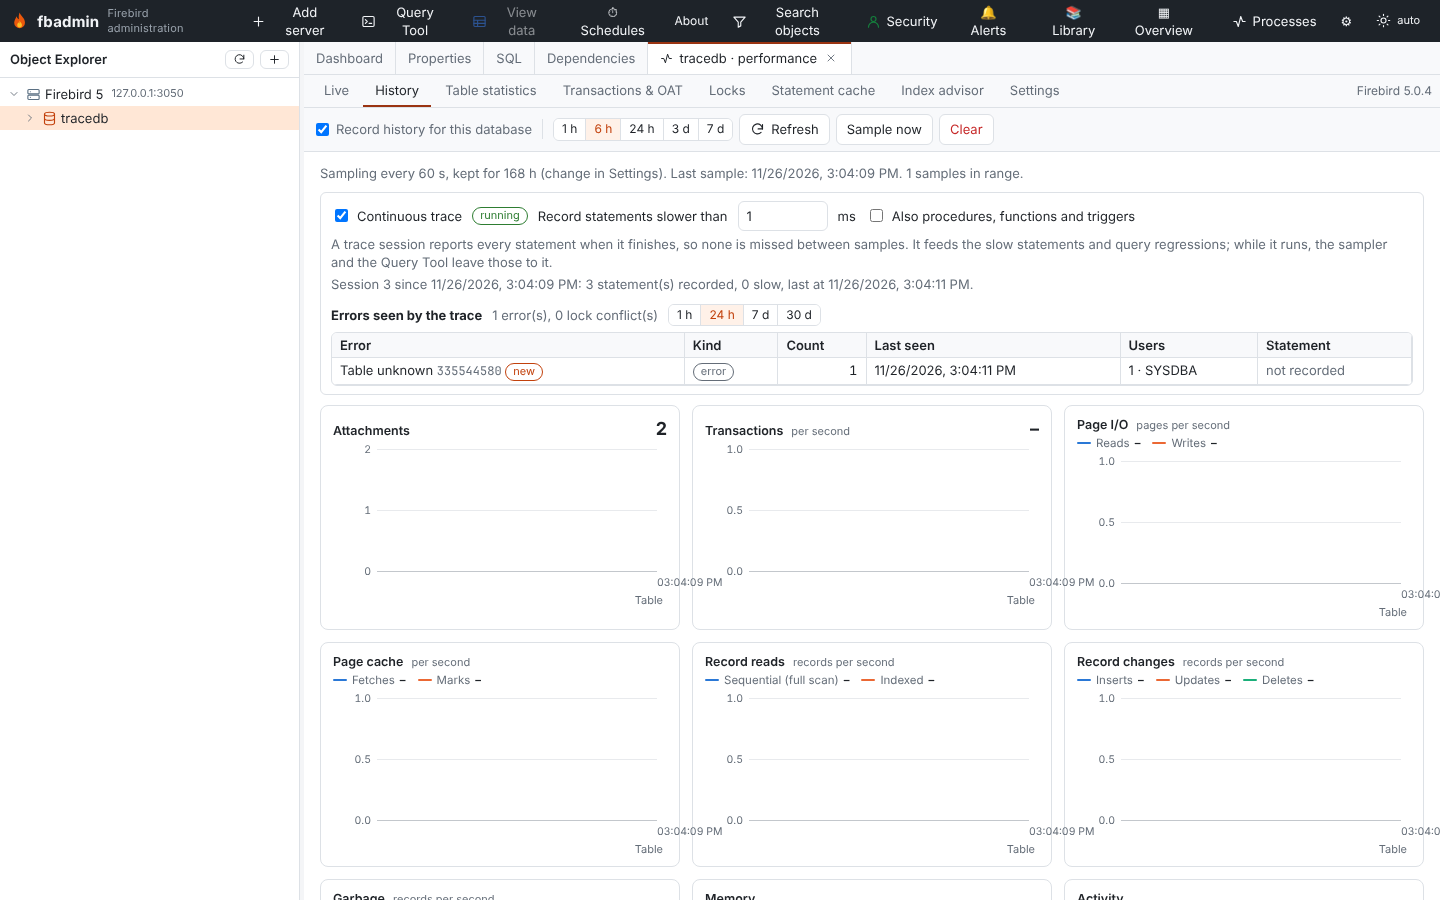 fbadmin Firebird administration
Add server
Query Tool
View data
Schedules
About
Search objects
Security
Alerts
Library
Overview
Processes
auto
Object Explorer
Firebird 5 127.0.0.1:3050
tracedb
Dashboard Properties SQL Dependencies tracedb · performance
Live History Table statistics Transactions & OAT Locks Statement cache Index advisor Settings Firebird 5.0.4
Record history for this database 1 h 6 h 24 h 3 d 7 d Refresh Sample now Clear
Sampling every 60 s, kept for 168 h (change in Settings). Last sample: 11/26/2026, 3:04:09 PM. 1 samples in range.
Continuous trace running Record statements slower than 1 ms Also procedures, functions and triggers
A trace session reports every statement when it finishes, so none is missed between samples. It feeds the slow statements and query regressions; while it runs, the sampler
and the Query Tool leave those to it.
Session 3 since 11/26/2026, 3:04:09 PM: 3 statement(s) recorded, 0 slow, last at 11/26/2026, 3:04:11 PM.
Errors seen by the trace 1 error(s), 0 lock conflict(s) 1 h 24 h 7 d 30 d
Error Kind Count Last seen Users Statement
Table unknown 335544580 new error 1 11/26/2026, 3:04:11 PM 1 · SYSDBA not recorded
Attachments 2
2
1
0
03:04:09 PM
Table
Transactions per second –
1.0
0.5
0.0
03:04:09 PM
Table
Page I/O pages per second
Reads – Writes –
1.0
0.5
0.0
03:04:0
Table
Page cache per second
Fetches – Marks –
1.0
0.5
0.0
03:04:09 PM
Table
Record reads records per second
Sequential (full scan) – Indexed –
1.0
0.5
0.0
03:04:09 PM
Table
Record changes records per second
Inserts – Updates – Deletes –
1.0
0.5
0.0
03:04:0
Table
Garbage records per second
Memory
Activity